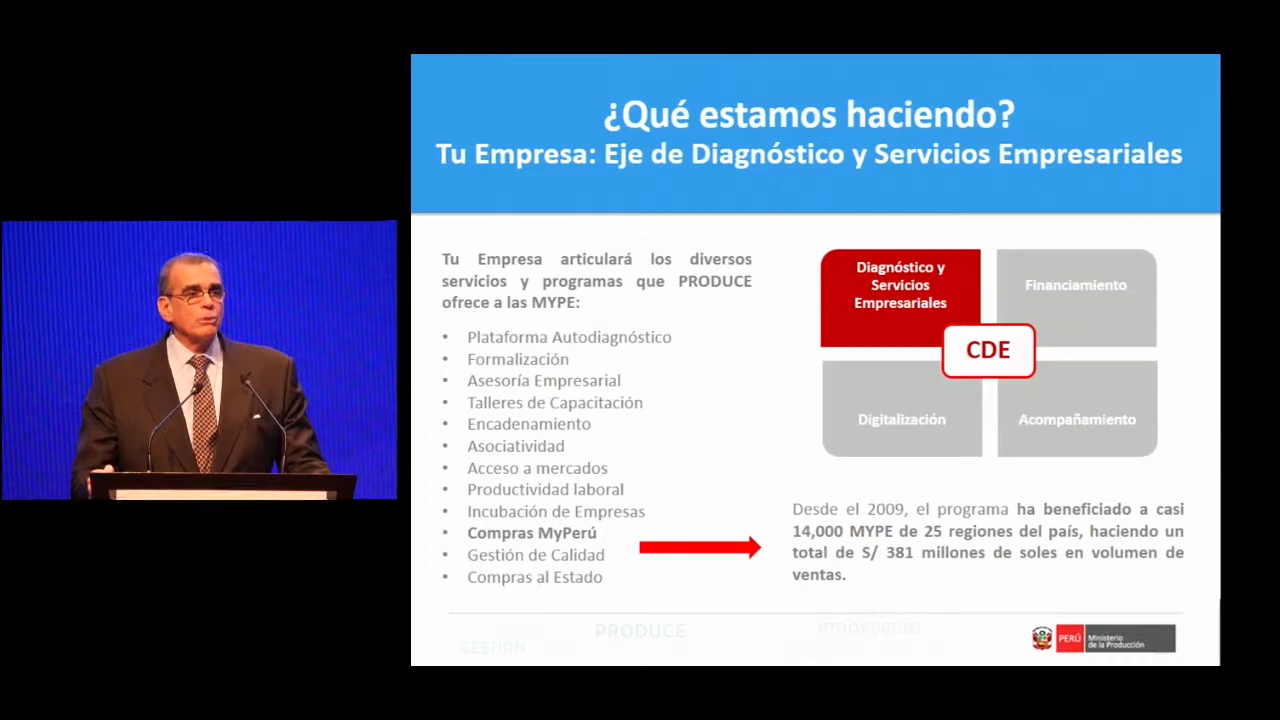 ¿Qué estamos haciendo?
Tu Empresa: Eje de Diagnóstico y Servicios Empresariales
Tu Empresa articulará los diversos
servicios y programas que PRODUCE
ofrece a las MYPE:
• Plataforma Autodiagnóstico
• Formalización
• Asesoría Empresarial
• Talleres de Capacitación
• Encadenamiento
• Asociatividad
• Acceso a mercados
• Productividad laboral
• Incubación de Empresas
• Compras MyPerú
• Gestión de Calidad
• Compras al Estado
Diagnóstico y
Servicios
Empresariales
Financiamiento
CDE
Digitalización
Acompañamiento
Desde el 2009, el programa ha beneficiado a casi
14,000 MYPE de 25 regiones del país, haciendo un
total de S/ 381 millones de soles en volumen de
ventas.
PRODUCE
GESTIÓN
innovación
PERÚ
Ministerio
de la Producción